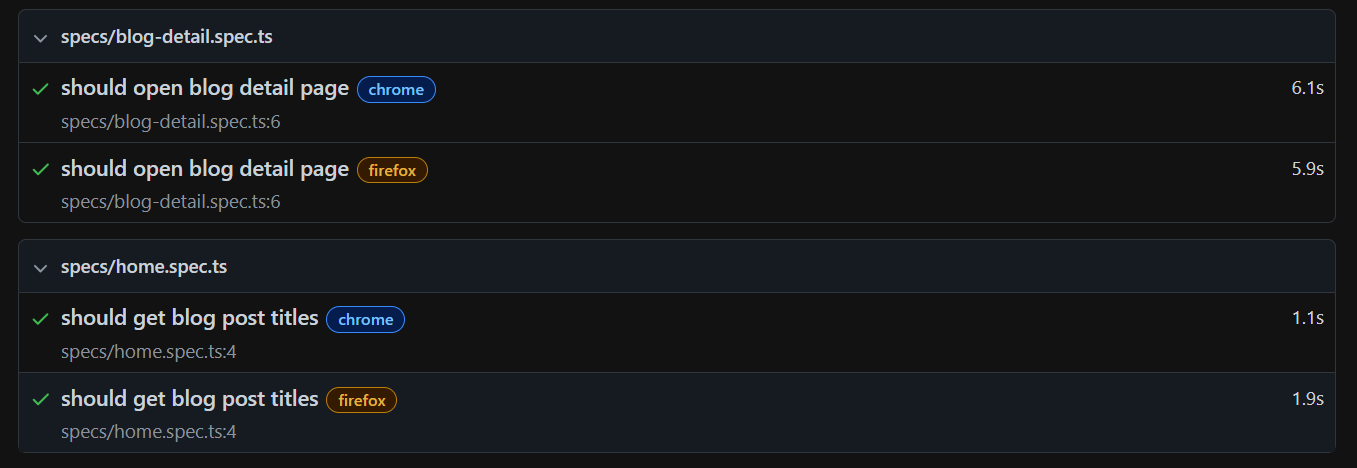 specs/blog-detail.spec.ts
should open blog detail page chrome 6.1s
specs/blog-detail.spec.ts:6
should open blog detail page firefox 5.9s
specs/blog-detail.spec.ts:6
specs/home.spec.ts
should get blog post titles chrome 1.1s
specs/home.spec.ts:4
should get blog post titles firefox 1.9s
specs/home.spec.ts:4